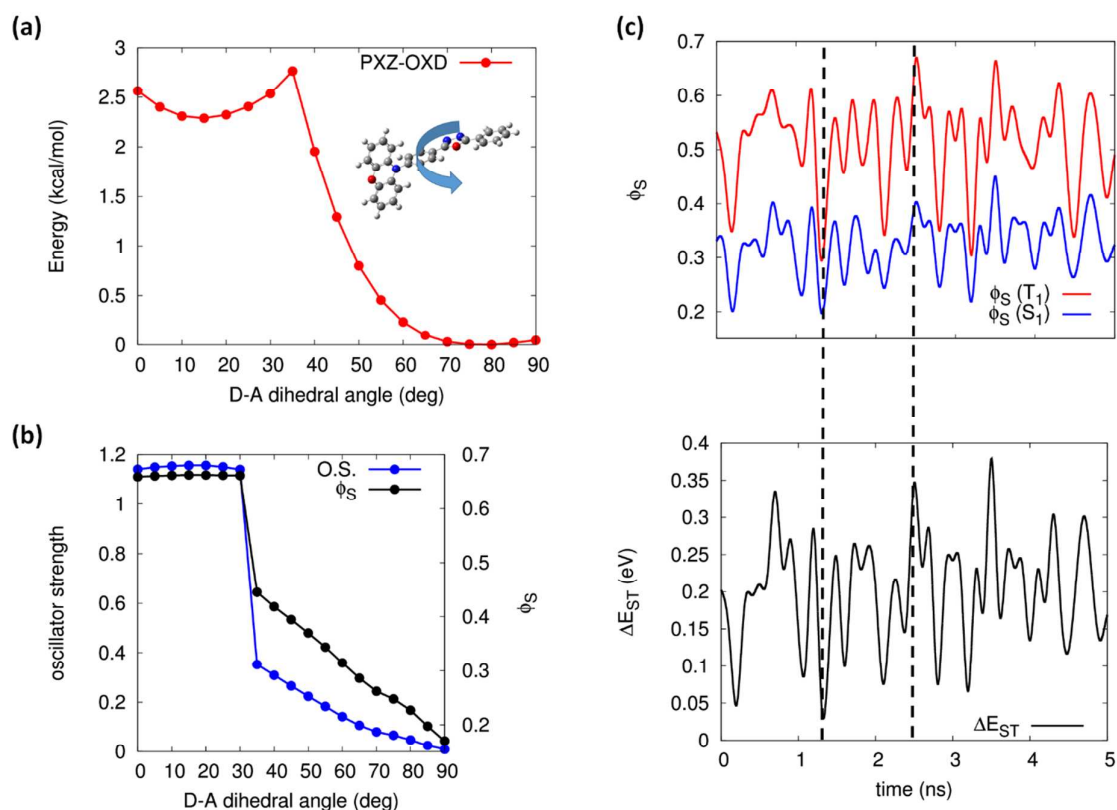 (a)
3
2.5
2
1.5
1
0.5
0
Energy (kcal/mol)
PXZ-OXD
0 10 20 30 40 50 60 70 80 90
D-A dihedral angle (deg)
(b)
1.2
1
0.8
0.6
0.4
0.2
0
oscillator strength
O.S.
ϕS
0.7
0.6
0.5
0.4
0.3
0.2
ϕS
0 10 20 30 40 50 60 70 80 90
D-A dihedral angle (deg)
(c)
0.7
0.6
0.5
0.4
0.3
0.2
ϕS
ϕS (T1)
ϕS (S1)
1 2 3 4
0.4
0.35
0.3
0.25
0.2
0.15
0.1
0.05
0
ΔEST (eV)
ΔEST
0 1 2 3 4 5
time (ns)